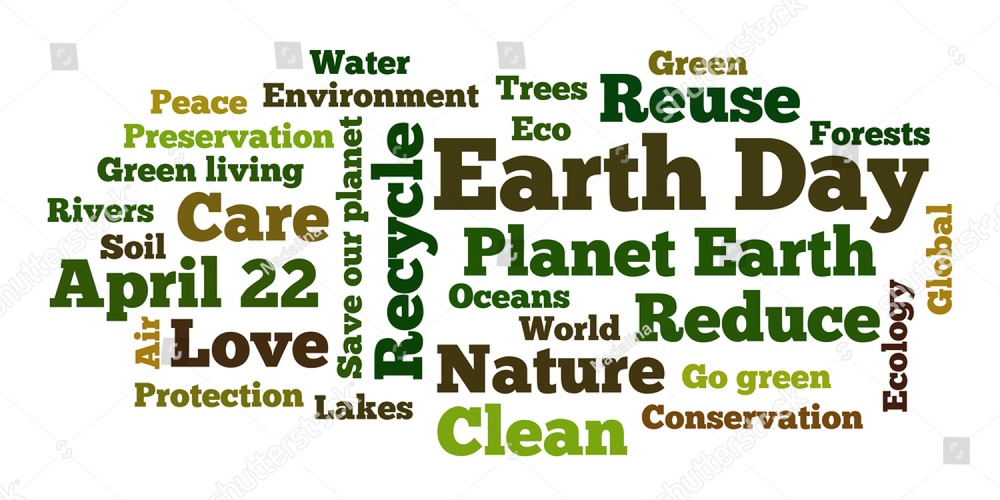 Water
Green
Peace
Environment
Trees
Reuse
Preservation
Eco
Forests
Green living
Save our planet
Recycle
Earth Day
Rivers
Care
Soil
Planet Earth
Global
April 22
Oceans
World
Reduce
Air
Love
Nature
Go green
Ecology
Protection
Lakes
Clean
Conservation
shutterstock
Natalina